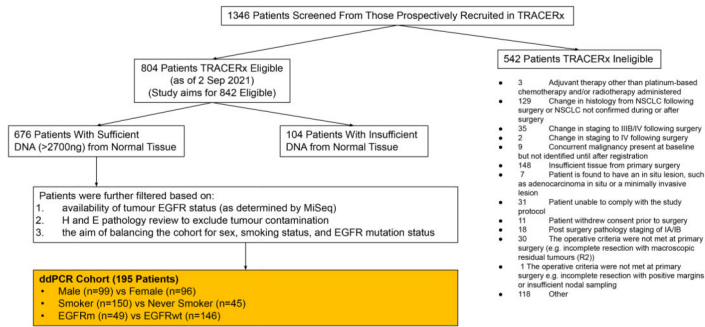 1346 Patients Screened From Those Prospectively Recruited in TRACERx
804 Patients TRACERx Eligible
(as of 2 Sep 2021)
(Study aims for 842 Eligible)
542 Patients TRACERx Ineligible
676 Patients With Sufficient
DNA (>2700ng) from Normal Tissue
104 Patients With Insufficient
DNA from Normal Tissue
Patients were further filtered based on:
1. availability of tumour EGFR status (as determined by MiSeq)
2. H and E pathology review to exclude tumour contamination
3. the aim of balancing the cohort for sex, smoking status, and EGFR mutation status
ddPCR Cohort (195 Patients)
• Male (n=99) vs Female (n=96)
• Smoker (n=150) vs Never Smoker (n=45)
• EGFRm (n=49) vs EGFRwt (n=146)
• 3 Adjuvant therapy other than platinum-based
chemotherapy and/or radiotherapy administered
• 129 Change in histology from NSCLC following
surgery or NSCLC not confirmed during or after
surgery
• 35 Change in staging to IIIB/IV following surgery
• 2 Change in staging to IV following surgery
• 9 Concurrent malignancy present at baseline
but not identified until after registration
• 148 Insufficient tissue from primary surgery
• 7 Patient is found to have an in situ lesion, such
as adenocarcinoma in situ or a minimally invasive
lesion
• 31 Patient unable to comply with the study
protocol
• 11 Patient withdrew consent prior to surgery
• 18 Post surgery pathology staging of IA/IB
• 30 The operative criteria were not met at primary
surgery (e.g. incomplete resection with macroscopic
residual tumours (R2))
• 1 The operative criteria were not met at primary
surgery e.g. incomplete resection with positive margins
or insufficient nodal sampling
• 118 Other